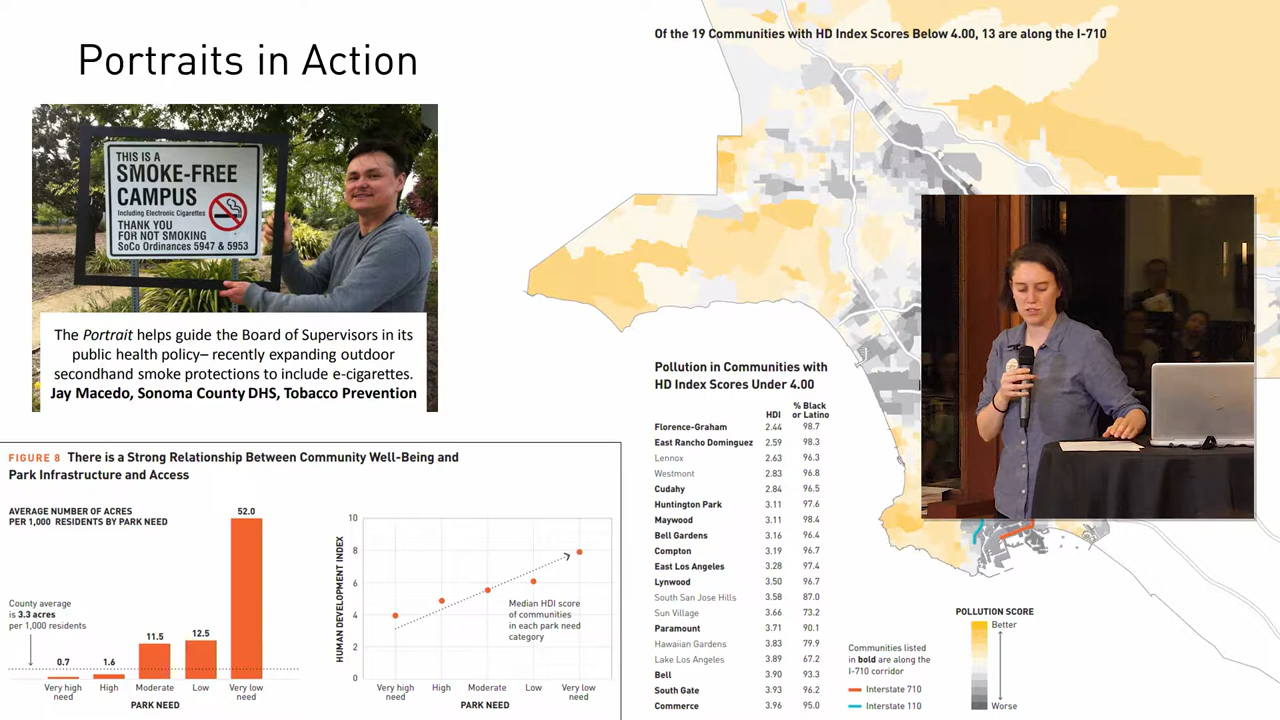 Portraits in Action
THIS IS A
SMOKE-FREE
CAMPUS
Including Electronic Cigarettes
THANK YOU
FOR NOT SMOKING
SoCo Ordinances 5947 & 5953
The Portrait helps guide the Board of Supervisors in its
public health policy– recently expanding outdoor
secondhand smoke protections to include e-cigarettes.
Jay Macedo, Sonoma County DHS, Tobacco Prevention
FIGURE 8 There is a Strong Relationship Between Community Well-Being and
Park Infrastructure and Access
AVERAGE NUMBER OF ACRES
PER 1,000 RESIDENTS BY PARK NEED
52.0
County average
is 3.3 acres
per 1,000 residents
0.7
1.6
11.5
12.5
Very high
need
High
Moderate
Low
Very low
need
PARK NEED
HUMAN DEVELOPMENT INDEX
10
8
6
4
2
0
Median HDI score
of communities
in each park need
category
Very high
need
High
Moderate
Low
Very low
need
PARK NEED
Of the 19 Communities with HD Index Scores Below 4.00, 13 are along the I-710
Pollution in Communities with
HD Index Scores Under 4.00
HDI % Black or Latino
Florence-Graham 2.44 98.7
East Rancho Dominguez 2.59 98.3
Lennox 2.63 96.3
Westmont 2.83 96.8
Cudahy 2.84 96.5
Huntington Park 3.11 97.6
Maywood 3.11 98.4
Bell Gardens 3.16 96.4
Compton 3.19 96.7
East Los Angeles 3.28 97.4
Lynwood 3.50 96.7
South San Jose Hills 3.58 87.0
Sun Village 3.66 73.2
Paramount 3.71 90.1
Hawaiian Gardens 3.83 79.9
Lake Los Angeles 3.89 67.2
Bell 3.90 93.3
South Gate 3.93 96.2
Commerce 3.96 95.0
Communities listed
in bold are along the
I-710 corridor
Interstate 710
Interstate 110
POLLUTION SCORE
Better
Worse